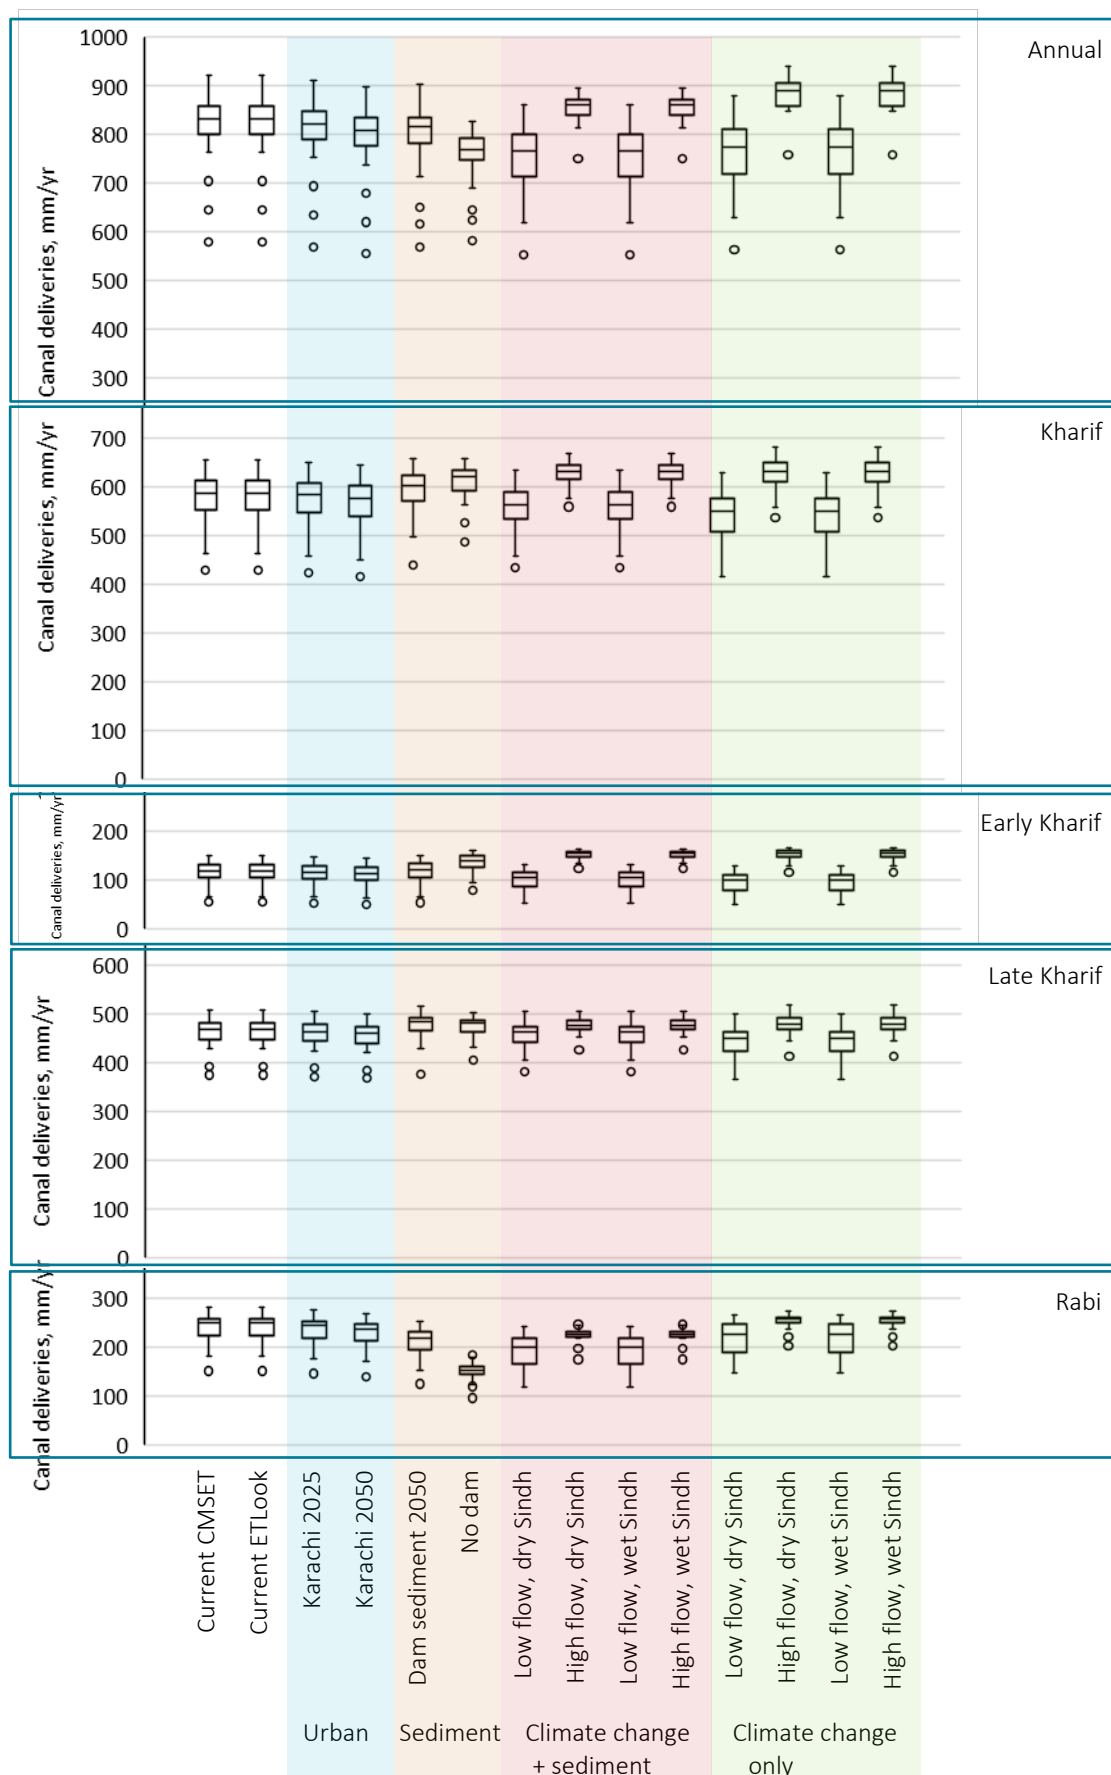 Annual
Canal deliveries, mm/yr
1000
900
800
700
600
500
400
300
Kharif
Canal deliveries, mm/yr
700
600
500
400
300
200
100
0
Early Kharif
Canal deliveries, mm/yr
200
100
0
Late Kharif
Canal deliveries, mm/yr
600
500
400
300
200
100
0
Rabi
Canal deliveries, mm/yr
300
200
100
0
Current CMSET
Current ETLook
Karachi 2025
Karachi 2050
Dam sediment 2050
No dam
Low flow, dry Sindh
High flow, dry Sindh
Low flow, wet Sindh
High flow, wet Sindh
Low flow, dry Sindh
High flow, dry Sindh
Low flow, wet Sindh
High flow, wet Sindh
Urban
Sediment
Climate change
+ sediment
Climate change
only